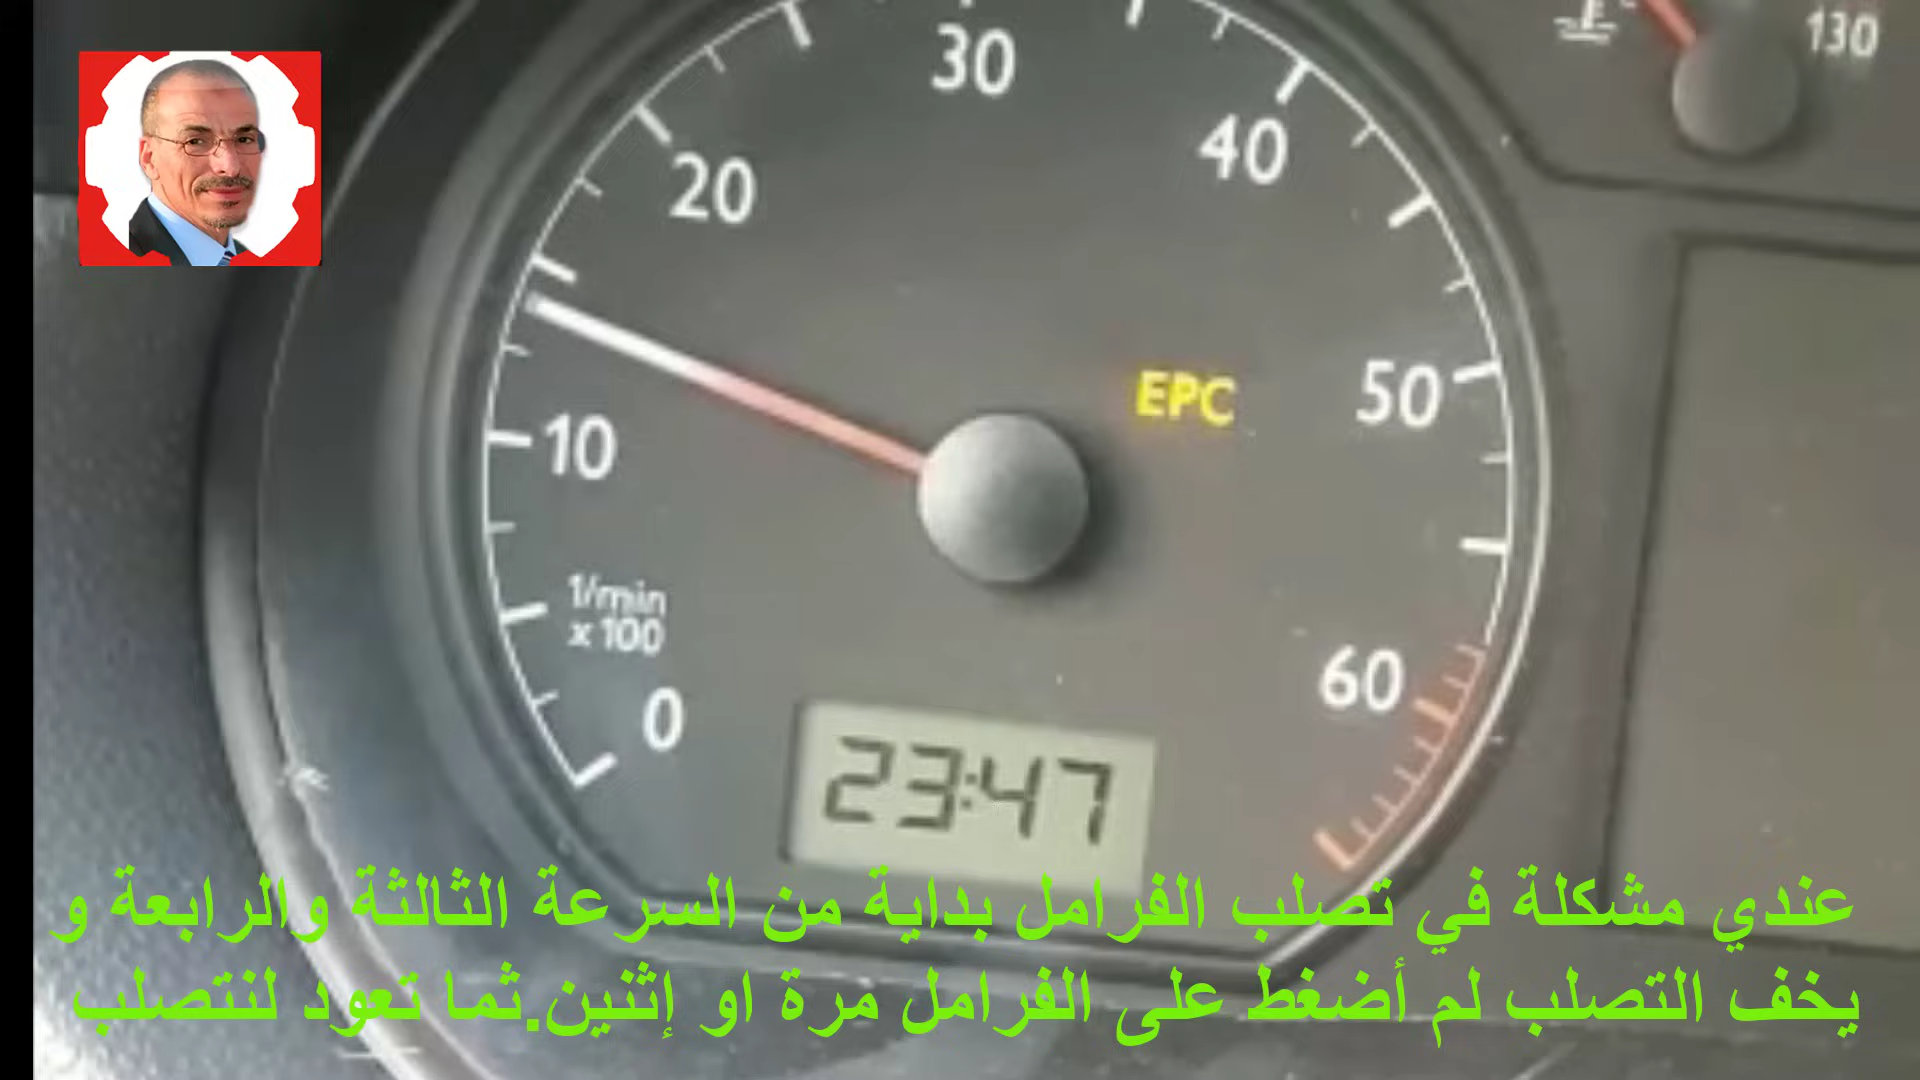 130
30
40
20
EPC
50
10
1/min
x 100
60
0
23:47
عندي مشكلة في تصلب الفرامل بداية من السرعة الثالثة والرابعة و
يخف التصلب لم أضغط على الفرامل مرة او إثنين.ثما تعود لنتصلب